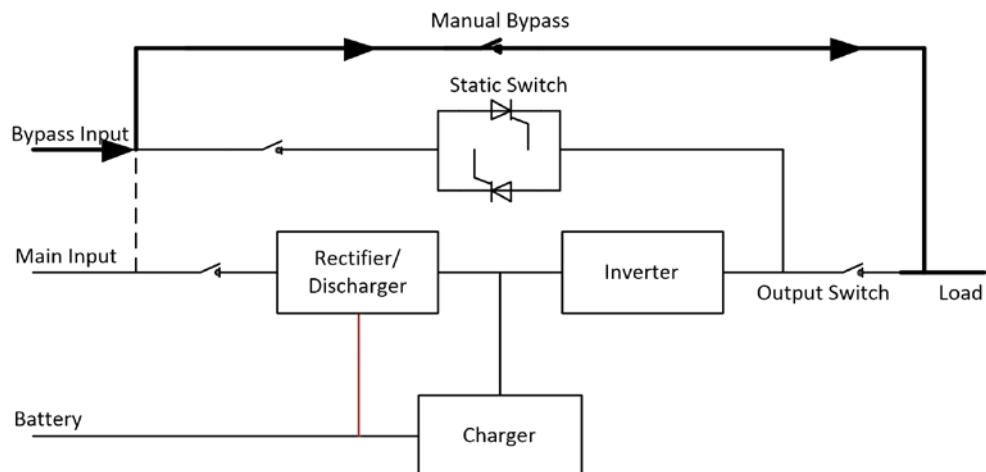 Manual Bypass
Static Switch
Bypass Input
Main Input
Rectifier/
Discharger
Inverter
Output Switch
Load
Battery
Charger